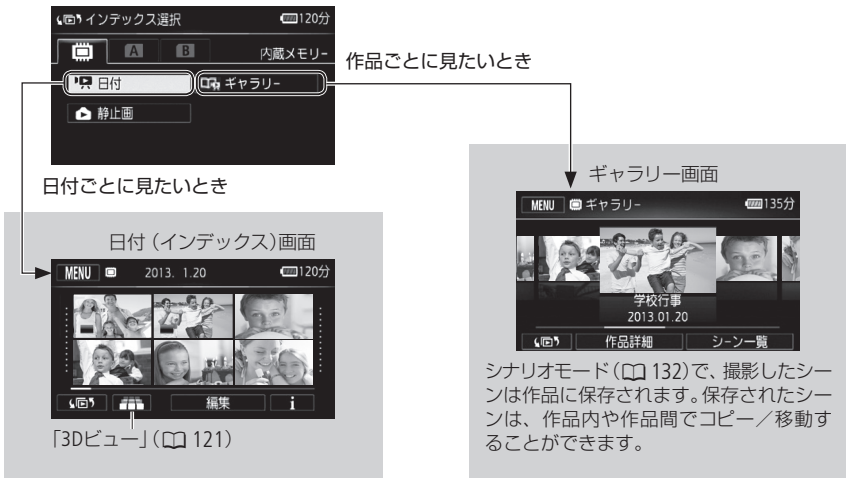 インデックス選択 120分
A B 内蔵メモリー
日付 ギャラリー
静止画
作品ごとに見たいとき
日付ごとに見たいとき
日付（インデックス）画面
MENU 2013. 1.20 120分
編集 i
「3Dビュー」（ 121）
ギャラリー画面
MENU ギャラリー 135分
学校行事
2013.01.20
作品詳細 シーン一覧
シナリオモード（ 132）で、撮影したシー
ンは作品に保存されます。保存されたシー
ンは、作品内や作品間でコピー／移動す
ることができます。